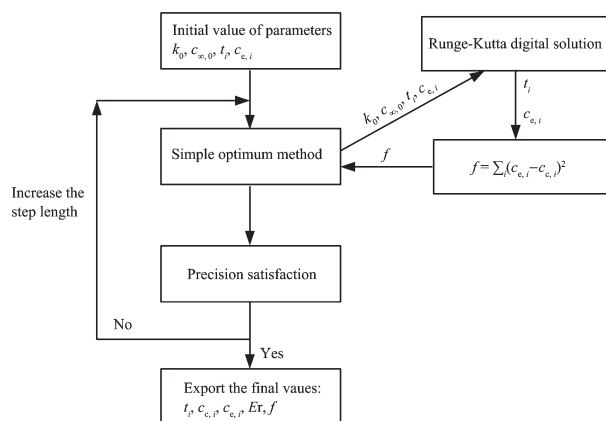 Initial value of parameters
k₀, c∞,₀, tᵢ, cₑ,ᵢ
Runge-Kutta digital solution
k₀, c∞,₀, tᵢ, cₑ,ᵢ
tᵢ
cₑ,ᵢ
Simple optimum method
f
f = ∑ᵢ(cₑ,ᵢ−c꜀,ᵢ)²
Increase the
step length
Precision satisfaction
No
Yes
Export the final vaues:
tᵢ, c꜀,ᵢ, cₑ,ᵢ, Er, f